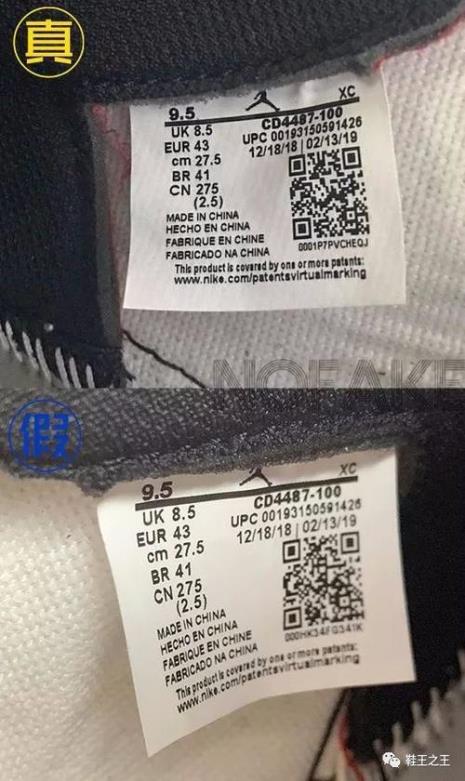 真
9.5
XC
UK 8.5
CD4487-100
EUR 43
UPC 00193150591426
cm 27.5
12/18/18 | 02/13/19
BR 41
CN 275
(2.5)
MADE IN CHINA
HECHO EN CHINA
FABRIQUE EN CHINE
FABRICADO NA CHINA
0001P7PVCHEQJ
This product is covered by one or more patents:
www.nike.com/patentsvirtualmarking
NOFAKE
假
9.5
XC
UK 8.5
CD4487-100
EUR 43
UPC 00193150591426
cm 27.5
12/18/18 | 02/13/19
BR 41
CN 275
(2.5)
MADE IN CHINA
HECHO EN CHINA
FABRIQUE EN CHINE
FABRICADO NA CHINA
000HK34FG341K
This product is covered by one or more patents:
www.nike.com/patentsvirtualmarking
鞋王之王